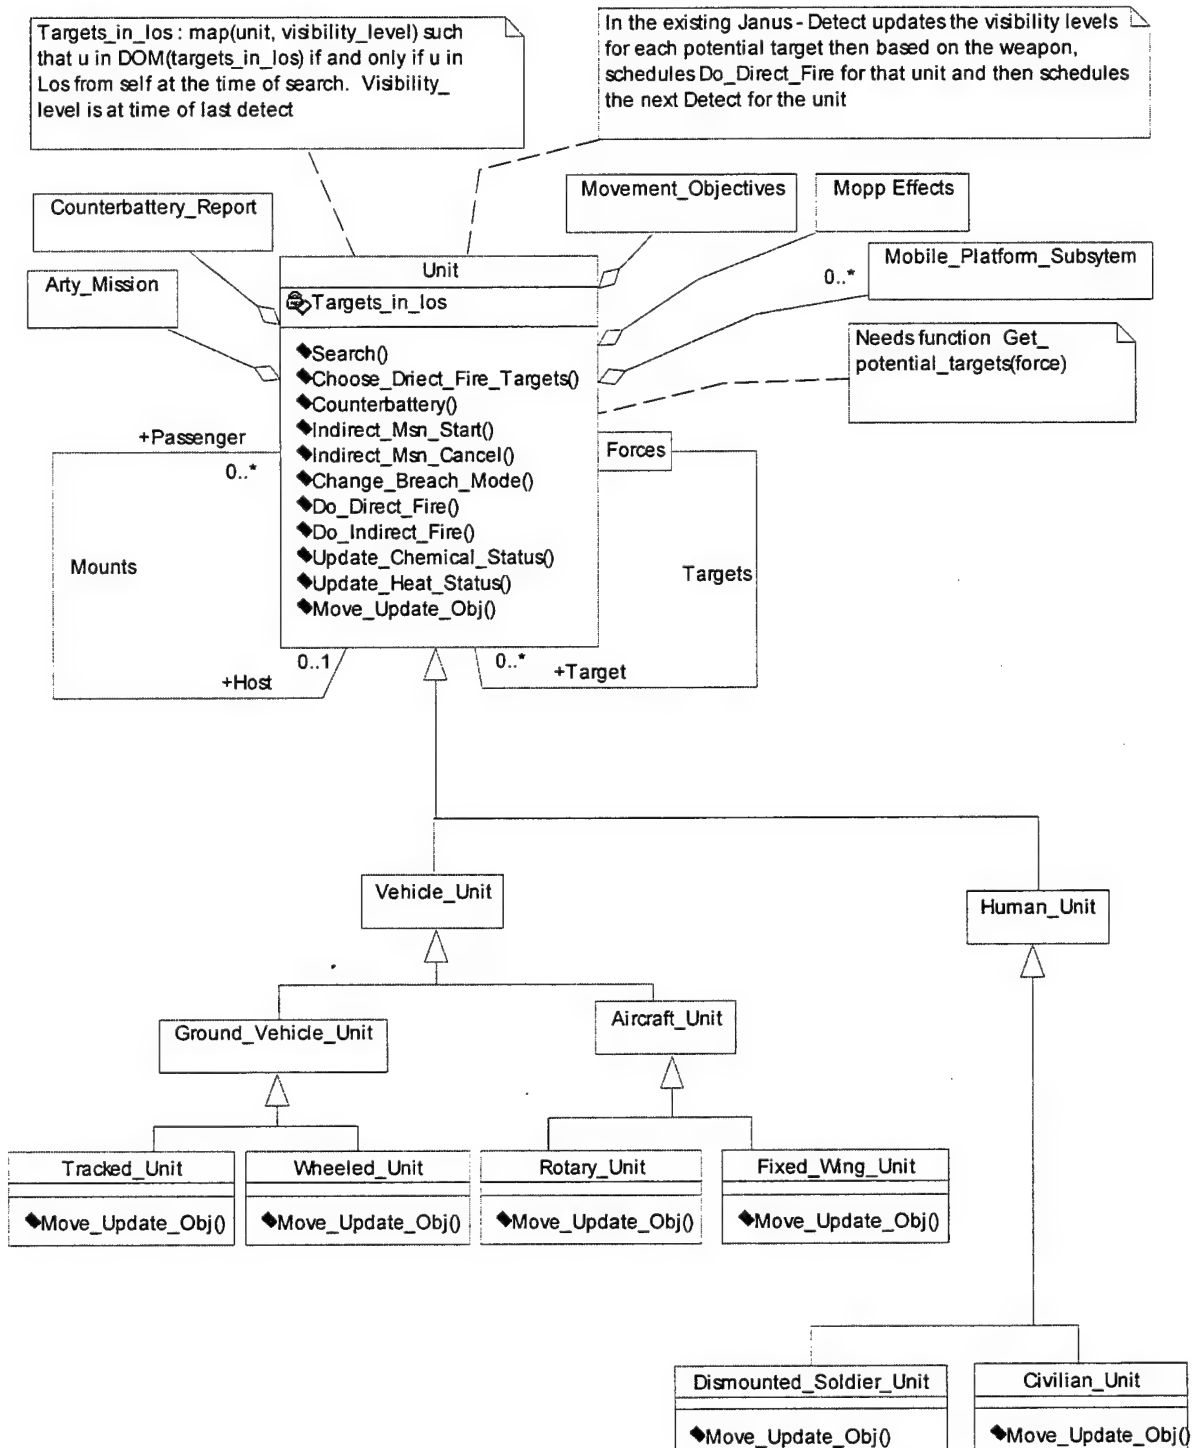 Targets_in_los : map(unit, visibility_level) such
that u in DOM(targets_in_los) if and only if u in
Los from self at the time of search. Visibility_
level is at time of last detect
In the existing Janus - Detect updates the visibility levels
for each potential target then based on the weapon,
schedules Do_Direct_Fire for that unit and then schedules
the next Detect for the unit
Counterbattery_Report
Movement_Objectives
Mopp Effects
Arty_Mission
Unit
0..*
Mobile_Platform_Subsytem
Targets_in_los
Needs function Get_
potential_targets(force)
Search()
Choose_Driect_Fire_Targets()
Counterbattery()
Indirect_Msn_Start()
Indirect_Msn_Cancel()
Change_Breach_Mode()
Do_Direct_Fire()
Do_Indirect_Fire()
Update_Chemical_Status()
Update_Heat_Status()
Move_Update_Obj()
+Passenger
0..*
Forces
Mounts
Targets
0..1
+Host
0..*
+Target
Vehicle_Unit
Human_Unit
Ground_Vehicle_Unit
Aircraft_Unit
Tracked_Unit
Move_Update_Obj()
Wheeled_Unit
Move_Update_Obj()
Rotary_Unit
Move_Update_Obj()
Fixed_Wing_Unit
Move_Update_Obj()
Dismounted_Soldier_Unit
Move_Update_Obj()
Civilian_Unit
Move_Update_Obj()